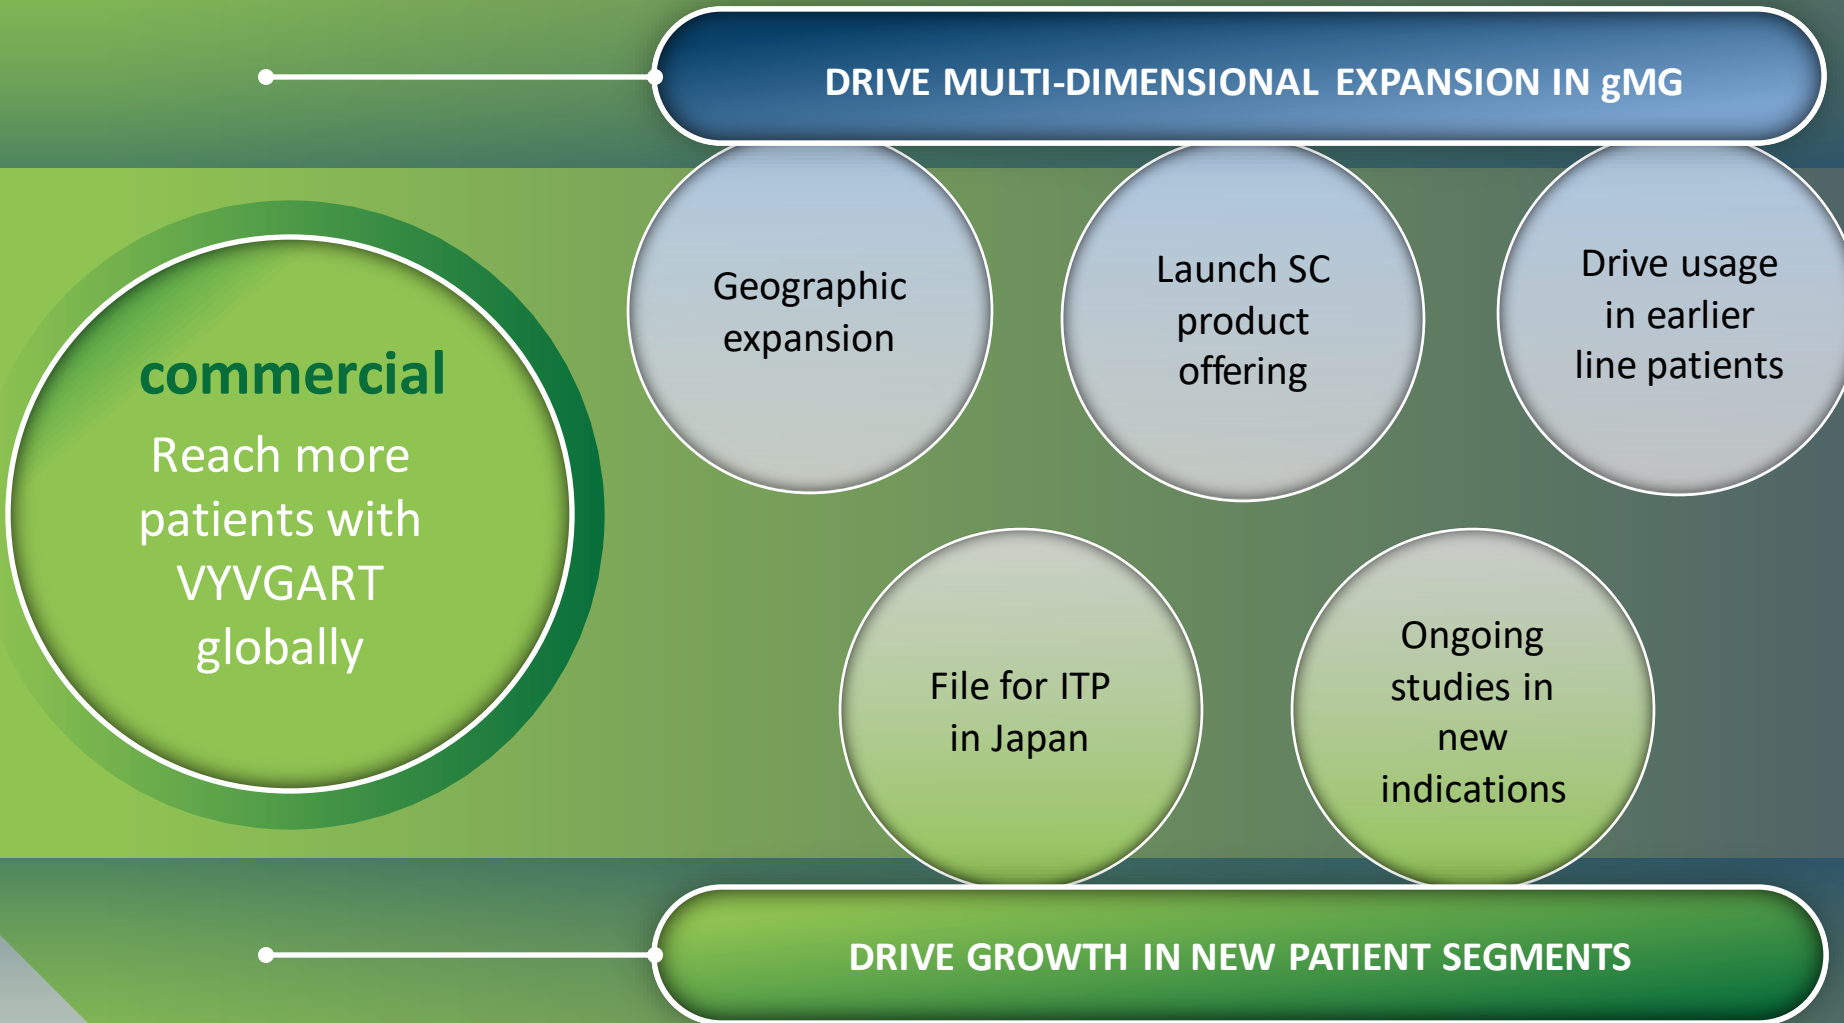 DRIVE MULTI-DIMENSIONAL EXPANSION IN gMG
Geographic
expansion
Launch SC
product
offering
Drive usage
in earlier
line patients
commercial
Reach more
patients with
VYVGART
globally
File for ITP
in Japan
Ongoing
studies in
new
indications
DRIVE GROWTH IN NEW PATIENT SEGMENTS